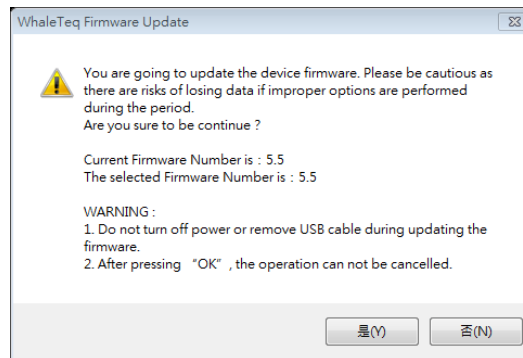 WhaleTeq Firmware Update
You are going to update the device firmware. Please be cautious as
there are risks of losing data if improper options are performed
during the period.
Are you sure to be continue ?
Current Firmware Number is : 5.5
The selected Firmware Number is : 5.5
WARNING :
1. Do not turn off power or remove USB cable during updating the
firmware.
2. After pressing “OK” , the operation can not be cancelled.
是(Y)
否(N)